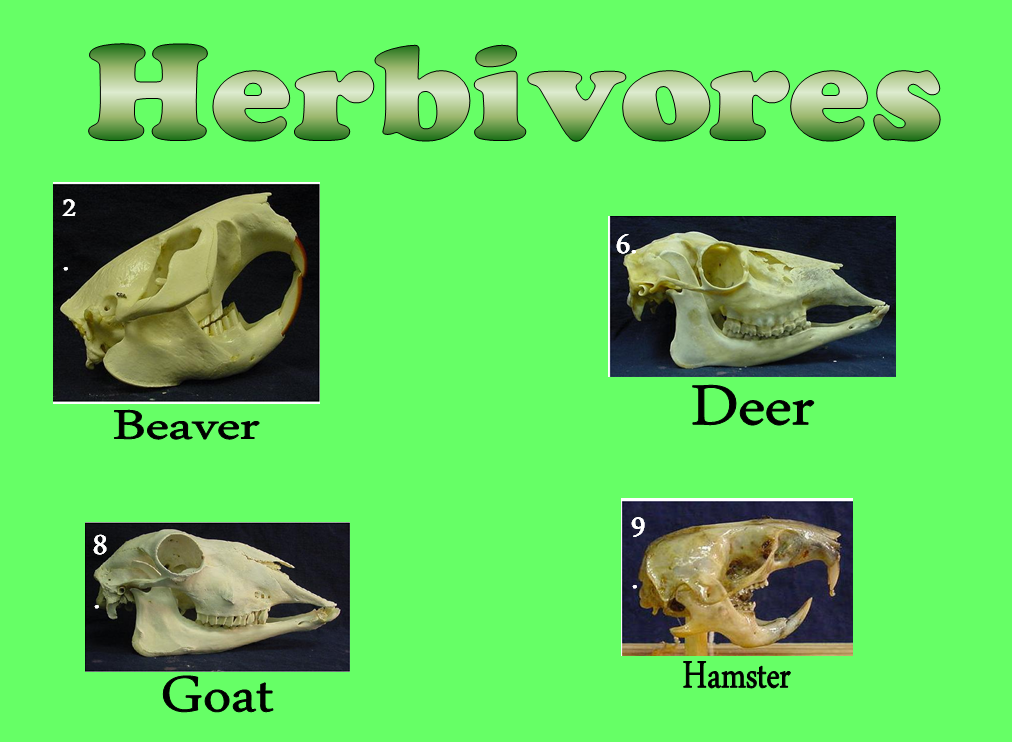 Herbivores
2
.
6.
Beaver
Deer
8
.
9
.
Goat
Hamster